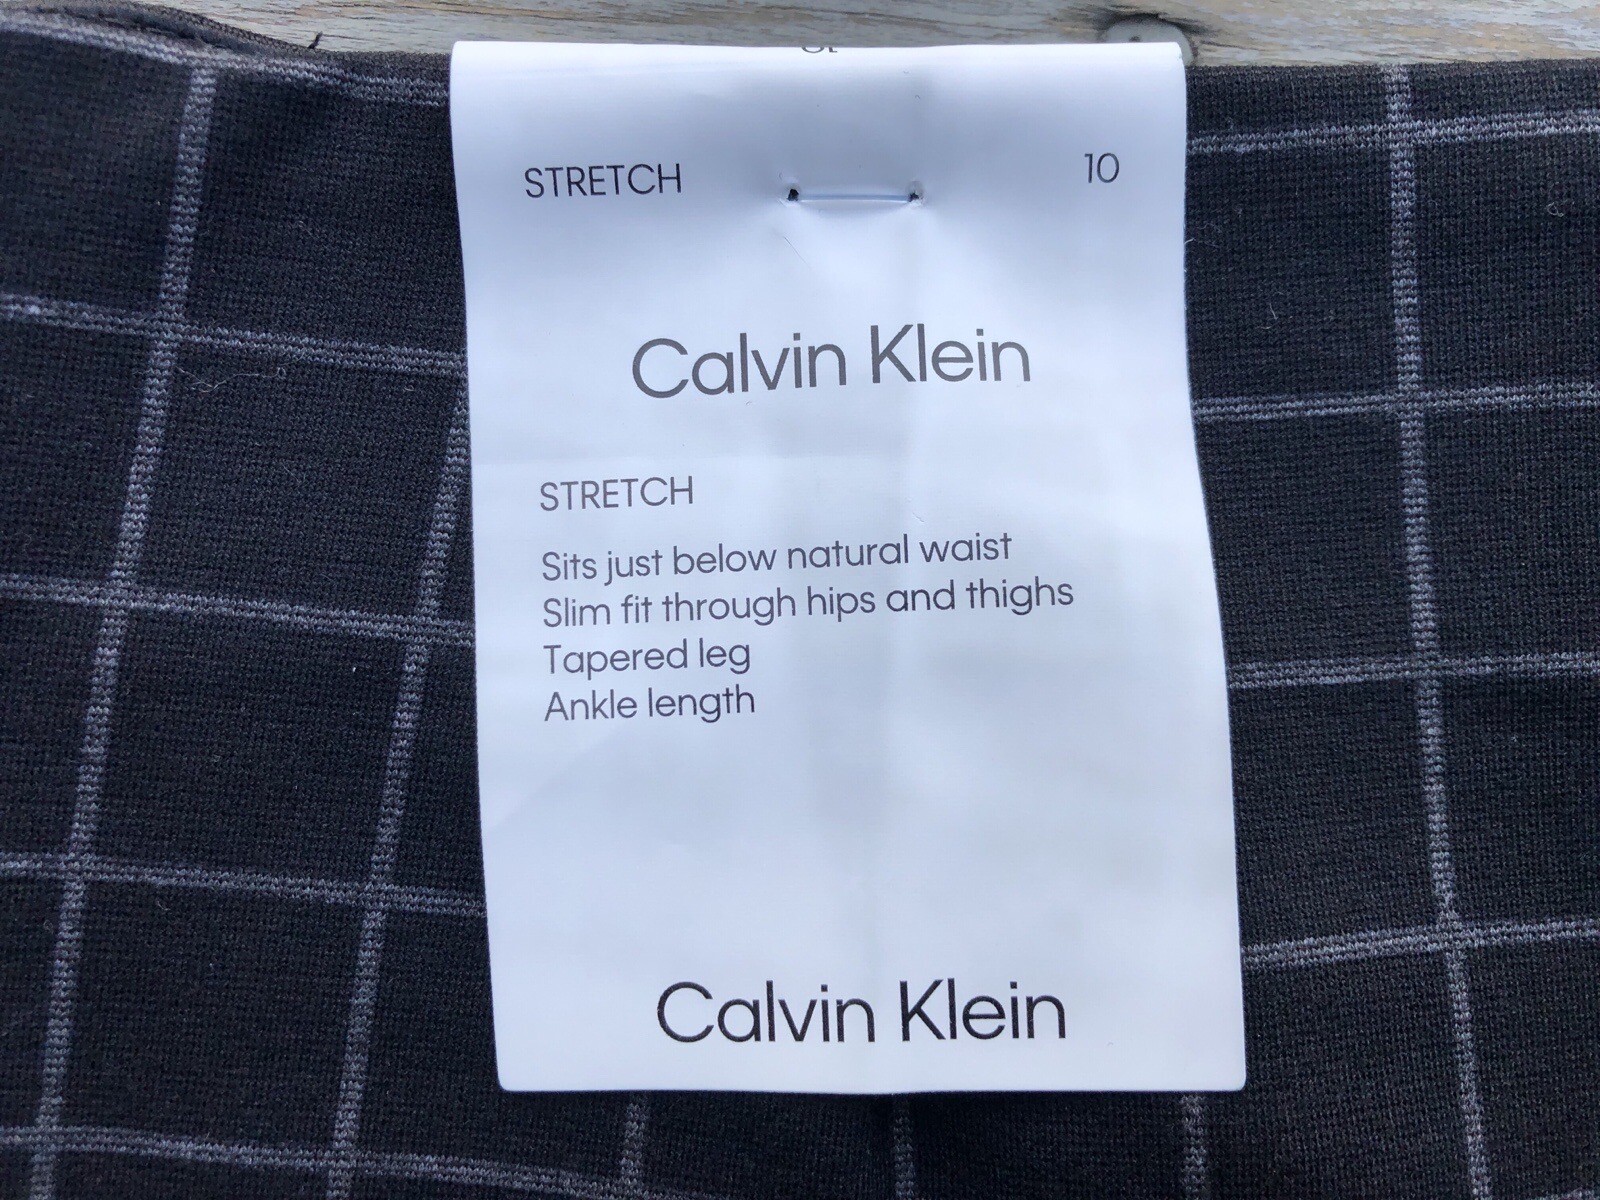 STRETCH 10
Calvin Klein
STRETCH
Sits just below natural waist
Slim fit through hips and thighs
Tapered leg
Ankle length
Calvin Klein